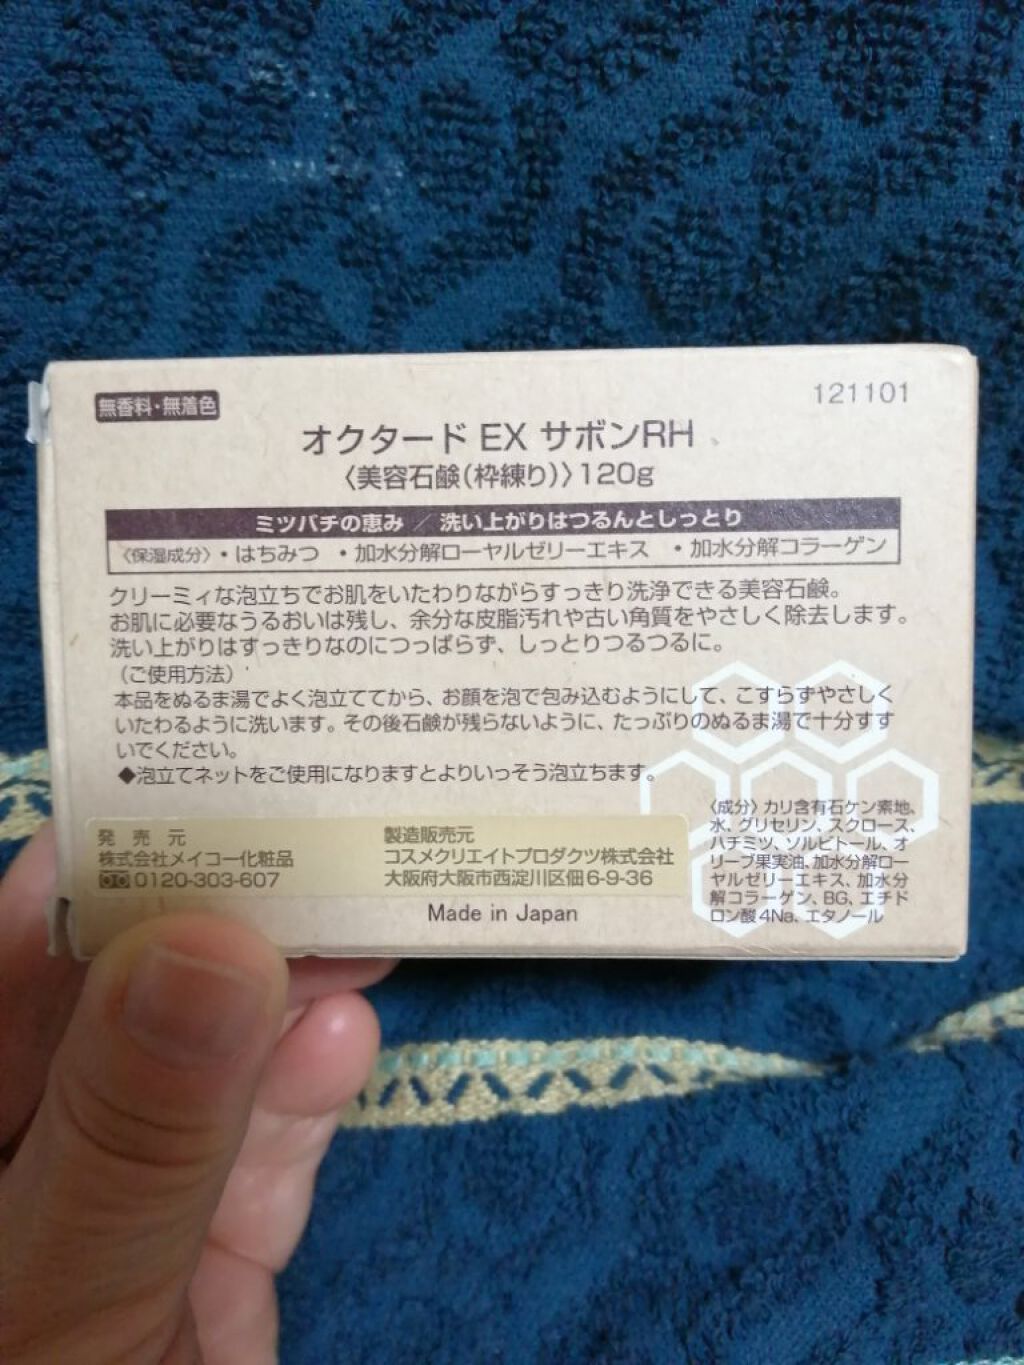 無香料・無着色
121101
オクタード EX サボンRH
〈美容石鹸(枠練り)〉120g
ミツバチの恵み / 洗い上がりはつるんとしっとり
〈保湿成分〉・はちみつ ・加水分解ローヤルゼリーエキス ・加水分解コラーゲン
クリーミィな泡立ちでお肌をいたわりながらすっきり洗浄できる美容石鹸。
お肌に必要なうるおいは残し、余分な皮脂汚れや古い角質をやさしく除去します。
洗い上がりはすっきりなのにつっぱらず、しっとりつるつるに。
(ご使用方法)
本品をぬるま湯でよく泡立ててから、お顔を泡で包み込むようにして、こすらずやさしく
いたわるように洗います。その後石鹸が残らないように、たっぷりのぬるま湯で十分すす
いでください。
◆泡立てネットをご使用になりますとよりいっそう泡立ちます。
発売元
株式会社メイコー化粧品
0120-303-607
製造販売元
コスメクリエイトプロダクツ株式会社
大阪府大阪市西淀川区佃6-9-36
Made in Japan
〈成分〉カリ含有石ケン素地、
水、グリセリン、スクロース、
ハチミツ、ソルビトール、オ
リーブ果実油、加水分解ロー
ヤルゼリーエキス、加水分
解コラーゲン、BG、エチド
ロン酸4Na、エタノール